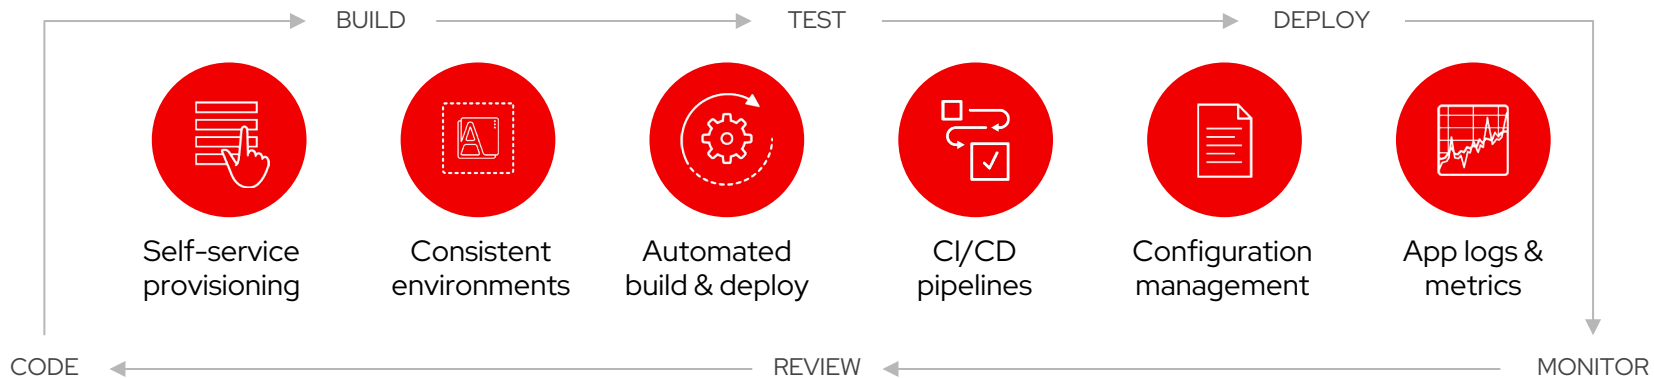 BUILD
TEST
DEPLOY
Self-service
provisioning
Consistent
environments
Automated
build & deploy
CI/CD
pipelines
Configuration
management
App logs &
metrics
CODE
REVIEW
MONITOR